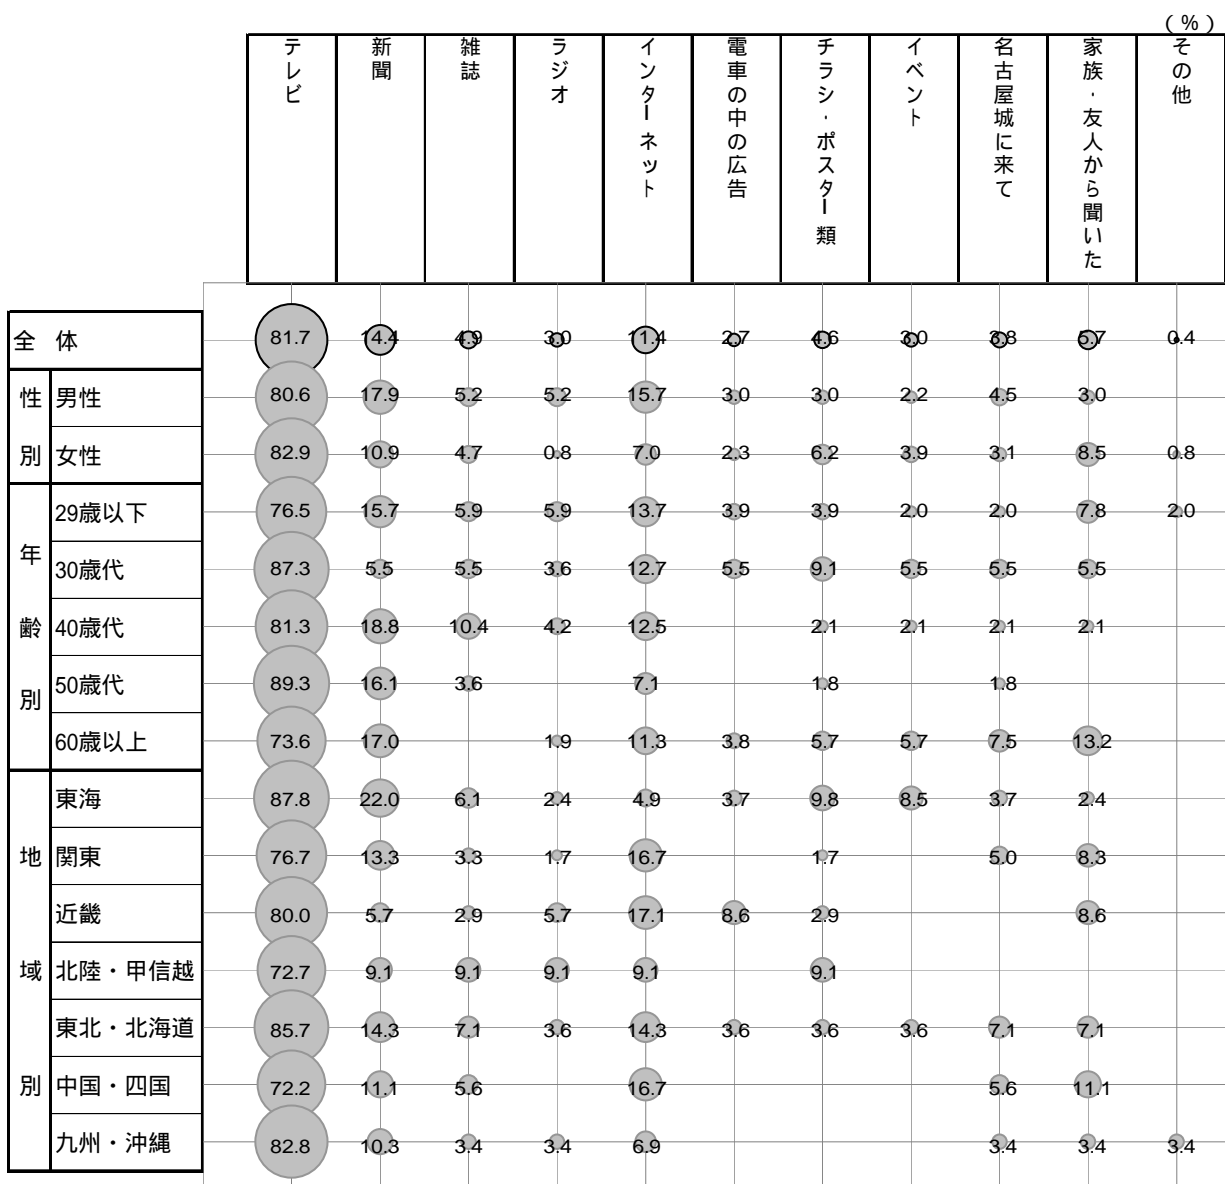 (%)
テレビ
新聞
雑誌
ラジオ
インターネット
電車の中の広告
チラシ・ポスター類
イベント
名古屋城に来て
家族・友人から聞いた
その他
全 体 81.7 14.4 4.9 3.0 11.4 2.7 4.6 3.0 3.8 5.7 0.4
性別
男性 80.6 17.9 5.2 5.2 15.7 3.0 3.0 2.2 4.5 3.0
女性 82.9 10.9 4.7 0.8 7.0 2.3 6.2 3.9 3.1 8.5 0.8
年齢別
29歳以下 76.5 15.7 5.9 5.9 13.7 3.9 3.9 2.0 2.0 7.8 2.0
30歳代 87.3 5.5 5.5 3.6 12.7 5.5 9.1 5.5 5.5 5.5
40歳代 81.3 18.8 10.4 4.2 12.5 2.1 2.1 2.1 2.1
50歳代 89.3 16.1 3.6 7.1 1.8 1.8
60歳以上 73.6 17.0 1.9 11.3 3.8 5.7 5.7 7.5 13.2
地域別
東海 87.8 22.0 6.1 2.4 4.9 3.7 9.8 8.5 3.7 2.4
関東 76.7 13.3 3.3 1.7 16.7 1.7 5.0 8.3
近畿 80.0 5.7 2.9 5.7 17.1 8.6 2.9 8.6
北陸・甲信越 72.7 9.1 9.1 9.1 9.1 9.1
東北・北海道 85.7 14.3 7.1 3.6 14.3 3.6 3.6 3.6 7.1 7.1
中国・四国 72.2 11.1 5.6 16.7 5.6 11.1
九州・沖縄 82.8 10.3 3.4 3.4 6.9 3.4 3.4 3.4